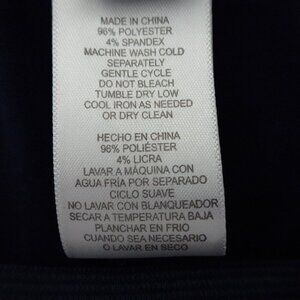 MADE IN CHINA
96% POLYESTER
4% SPANDEX
MACHINE WASH COLD
SEPARATELY
GENTLE CYCLE
DO NOT BLEACH
TUMBLE DRY LOW
COOL IRON AS NEEDED
OR DRY CLEAN
HECHO EN CHINA
96% POLIÉSTER
4% LICRA
LAVAR A MÁQUINA CON
AGUA FRÍA POR SEPARADO
CICLO SUAVE
NO LAVAR CON BLANQUEADOR
SECAR A TEMPERATURA BAJA
PLANCHAR EN FRIO
CUANDO SEA NECESARIO
O LAVAR EN SECO